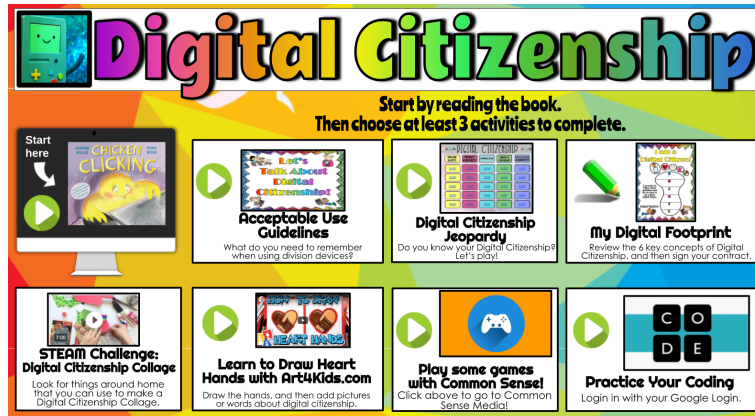 Digital Citizenship
Start by reading the book.
Then choose at least 3 activities to complete.
Start
here
CHICKEN
CLICKING
Let's
Talk About
Digital
Citizenship!
Acceptable Use
Guidelines
What do you need to remember
when using division devices?
DIGITAL CITIZENSHIP
Digital Citizenship
Jeopardy
Do you know your Digital Citizenship?
Let's play!
I am a
Digital Citizen!
My Digital Footprint
Review the 6 key concepts of Digital
Citizenship, and then sign your contract.
7:00
STEAM Challenge:
Digital Citizenship Collage
Look for things around home
that you can use to make a
Digital Citizenship Collage.
HOW TO DRAW
HEART HANDS
Learn to Draw Heart
Hands with Art4Kids.com
Draw the hands, and then add pictures
or words about digital citizenship.
Play some games
with Common Sense!
Click above to go to Common
Sense Media!
C O
D E
Practice Your Coding
Login in with your Google Login.